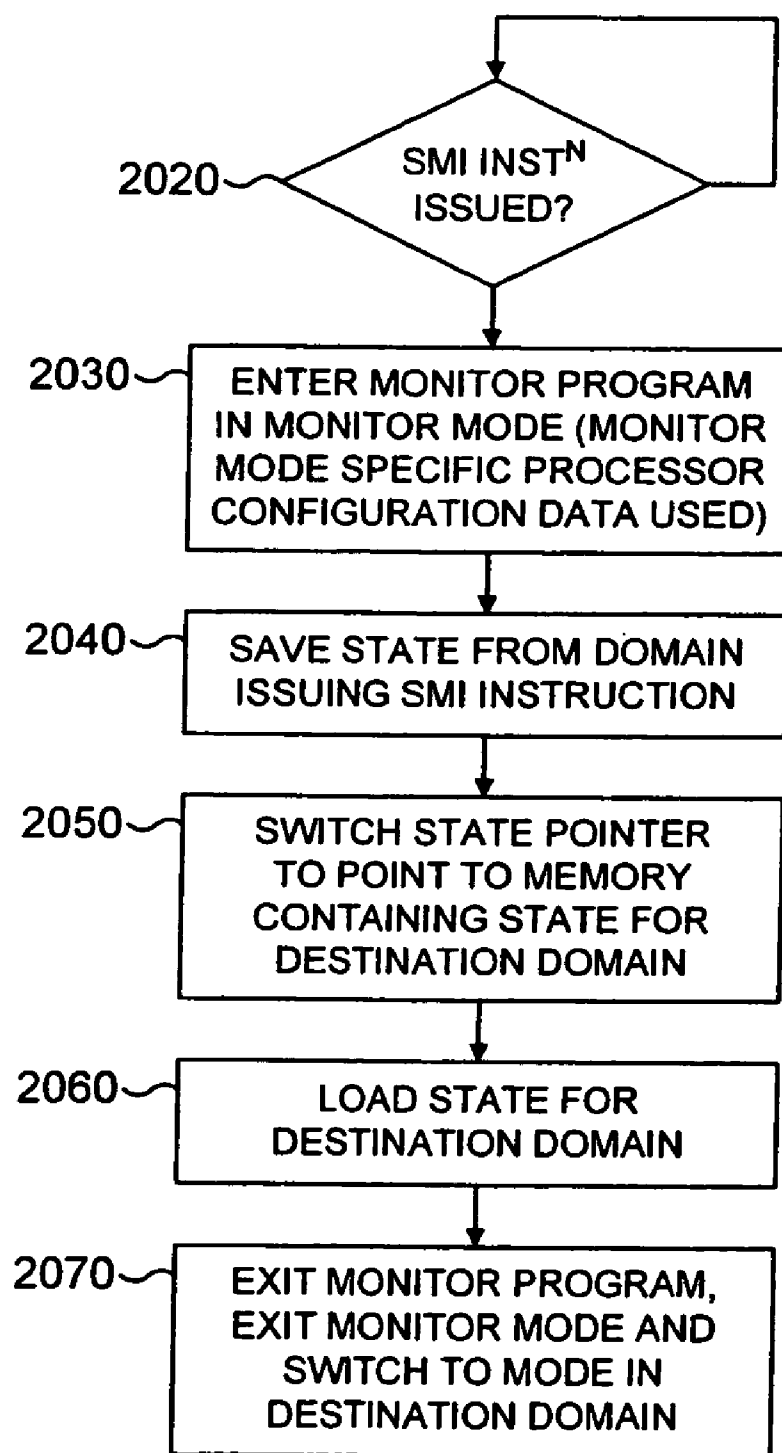 2020
SMI INSTᴺ
ISSUED?
2030
ENTER MONITOR PROGRAM
IN MONITOR MODE (MONITOR
MODE SPECIFIC PROCESSOR
CONFIGURATION DATA USED)
2040
SAVE STATE FROM DOMAIN
ISSUING SMI INSTRUCTION
2050
SWITCH STATE POINTER
TO POINT TO MEMORY
CONTAINING STATE FOR
DESTINATION DOMAIN
2060
LOAD STATE FOR
DESTINATION DOMAIN
2070
EXIT MONITOR PROGRAM,
EXIT MONITOR MODE AND
SWITCH TO MODE IN
DESTINATION DOMAIN